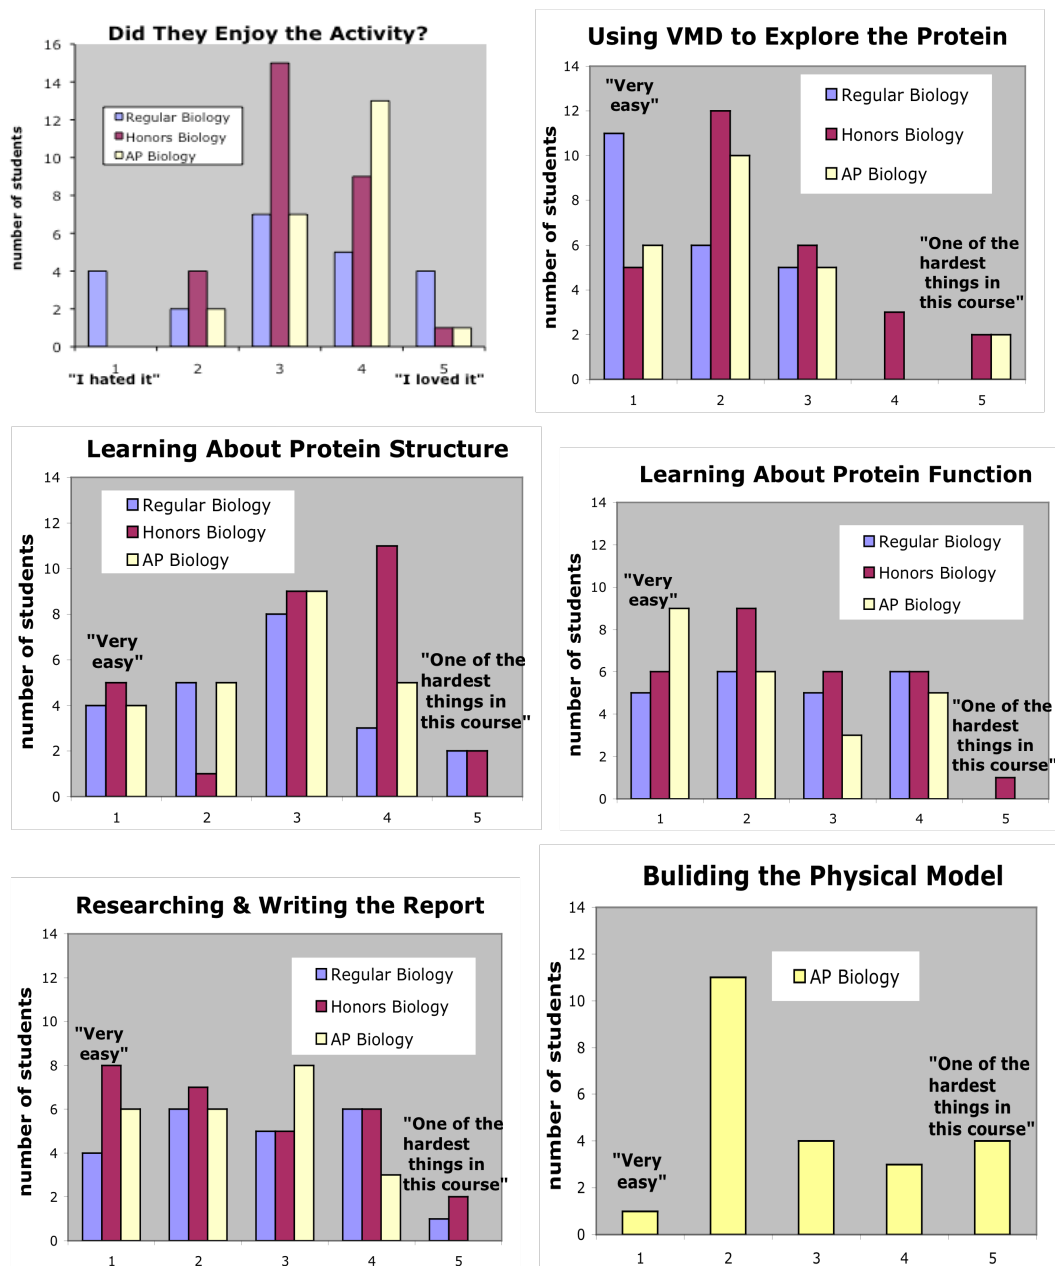 Did They Enjoy the Activity?
number of students
16
14
12
10
8
6
4
2
0
Regular Biology
Honors Biology
AP Biology
1
2
3
4
5
"I hated it"
"I loved it"
Using VMD to Explore the Protein
number of students
14
12
10
8
6
4
2
0
"Very
easy"
Regular Biology
Honors Biology
AP Biology
"One of the
hardest
things in
this course"
1
2
3
4
5
Learning About Protein Structure
number of students
14
12
10
8
6
4
2
0
Regular Biology
Honors Biology
AP Biology
"Very
easy"
"One of the
hardest
things in
this course"
1
2
3
4
5
Learning About Protein Function
number of students
14
12
10
8
6
4
2
0
Regular Biology
Honors Biology
AP Biology
"Very
easy"
"One of the
hardest
things in
this course"
1
2
3
4
5
Researching & Writing the Report
number of students
14
12
10
8
6
4
2
0
Regular Biology
Honors Biology
AP Biology
"Very
easy"
"One of the
hardest
things in
this course"
1
2
3
4
5
Buliding the Physical Model
number of students
14
12
10
8
6
4
2
0
AP Biology
"One of the
hardest
things in
this course"
"Very
easy"
1
2
3
4
5